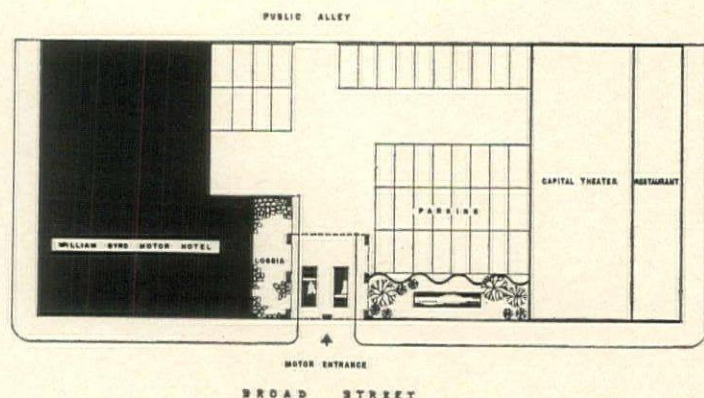 PUBLIC ALLEY
CAPITAL THEATER
RESTAURANT
PARKING
WILLIAM BYRD MOTOR HOTEL
LOGGIA
MOTOR ENTRANCE
BROAD STREET